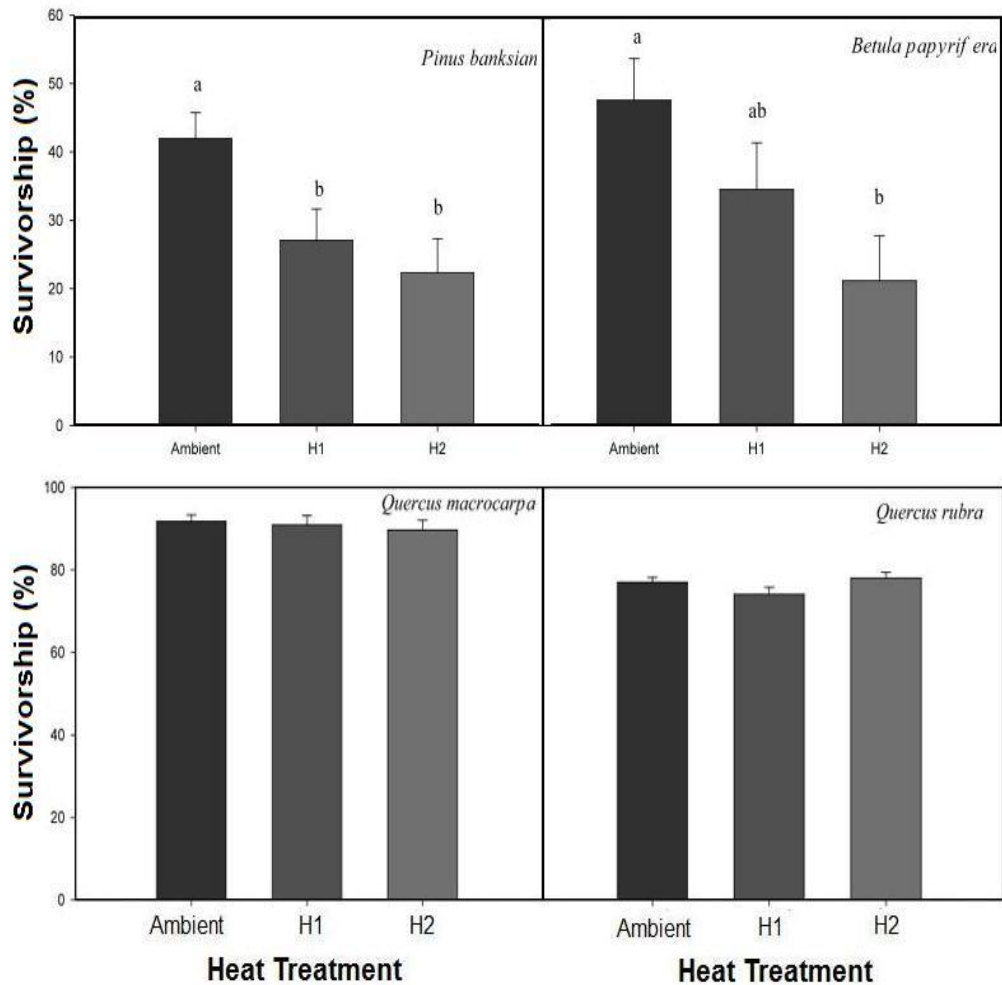 Survivorship (%)
60
50
40
30
20
10
0
Pinus banksian
a
b
b
Ambient
H1
H2
Betula papyrif era
a
ab
b
Ambient
H1
H2
Survivorship (%)
100
80
60
40
20
0
Quercus macrocarpa
Ambient
H1
H2
Heat Treatment
Quercus rubra
Ambient
H1
H2
Heat Treatment